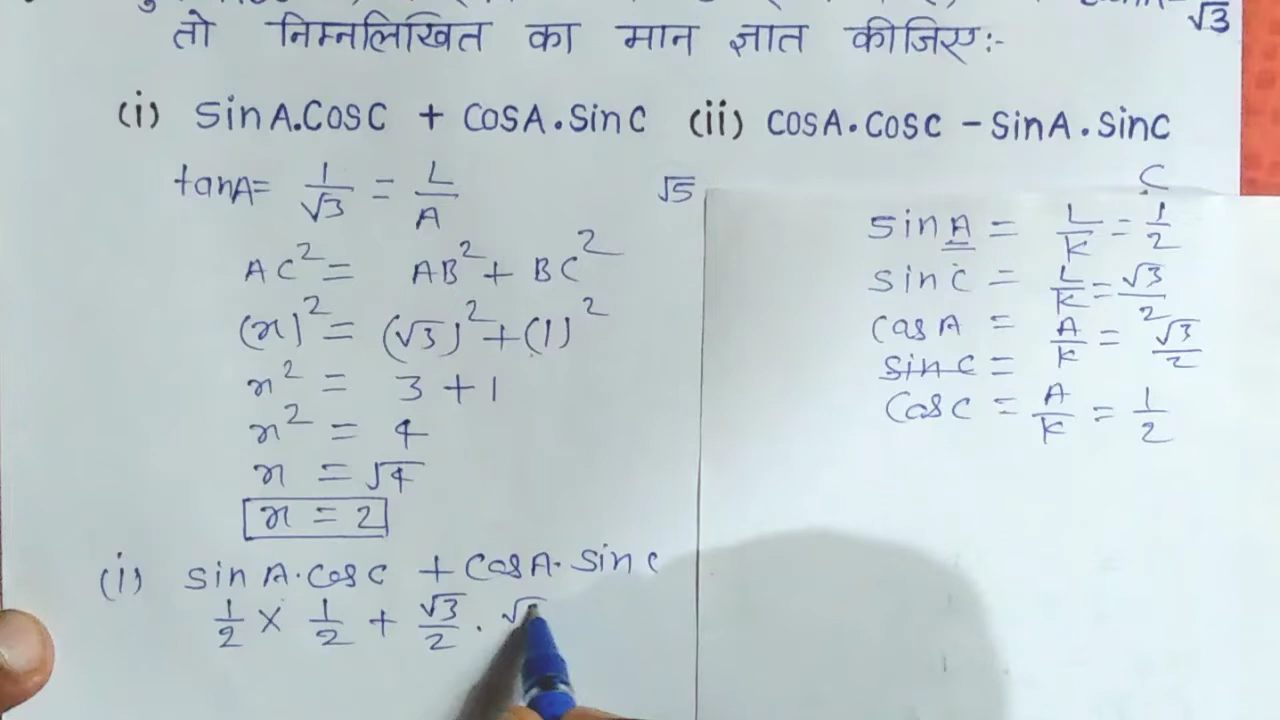 √3
तो निम्नलिखित का मान ज्ञात कीजिए:-
(i) sinA.cosC + cosA.sinC (ii) cosA.cosC - sinA.sinC
tanA = 1/√3 = L/A
AC² = AB² + BC²
(x)² = (√3)² + (1)²
x² = 3 + 1
x² = 4
x = √4
x = 2
(i) sinA.cosC + cosA.sinC
1/2 × 1/2 + √3/2 . √
√5
C
sinA = L/K = 1/2
sinC = L/K = √3/2
cosA = A/K = √3/2
sinC =
cosC = A/K = 1/2